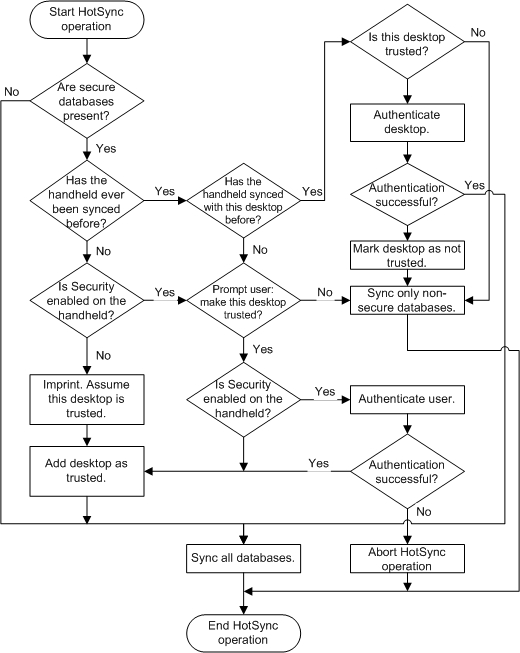 Start HotSync
operation
Is this desktop
trusted?
No
No
Are secure
databases
present?
Authenticate
desktop.
Yes
Has the
handheld ever
been synced
before?
Yes
Has the
handheld synced
with this desktop
before?
Yes
Authentication
successful?
Yes
No
No
Mark desktop as not
trusted.
Is Security
enabled on the
handheld?
Yes
Prompt user:
make this desktop
trusted?
No
Sync only non-
secure databases.
No
Yes
Imprint. Assume
this desktop is
trusted.
Is Security
enabled on the
handheld?
Yes
Authenticate user.
Add desktop as
trusted.
Yes
Authentication
successful?
No
Sync all databases.
Abort HotSync
operation
End HotSync
operation